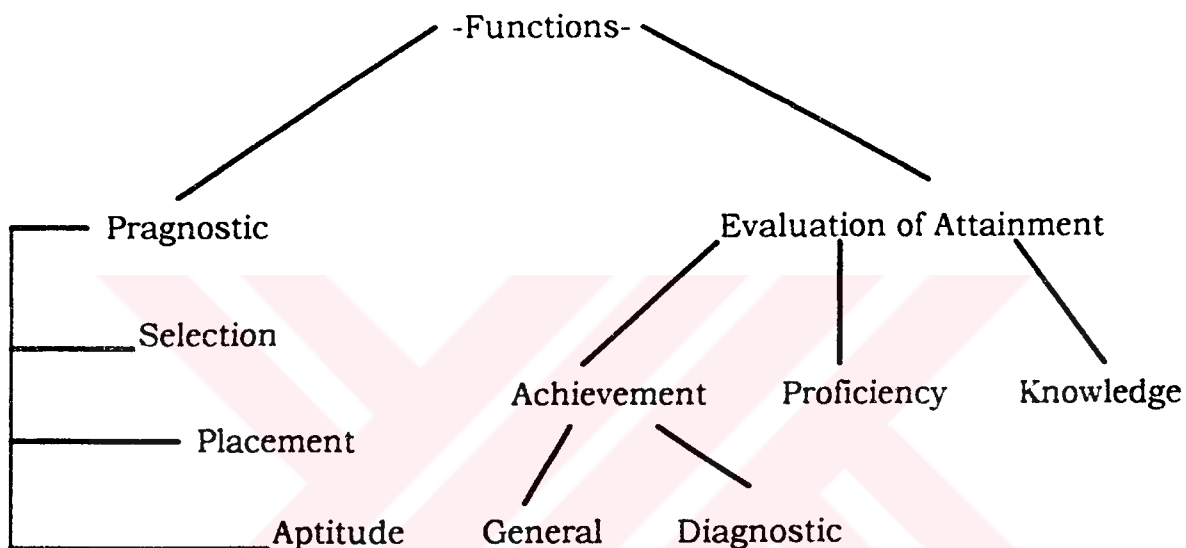 -Functions-
Pragnostic
Evaluation of Attainment
Selection
Achievement Proficiency Knowledge
Placement
Aptitude General Diagnostic